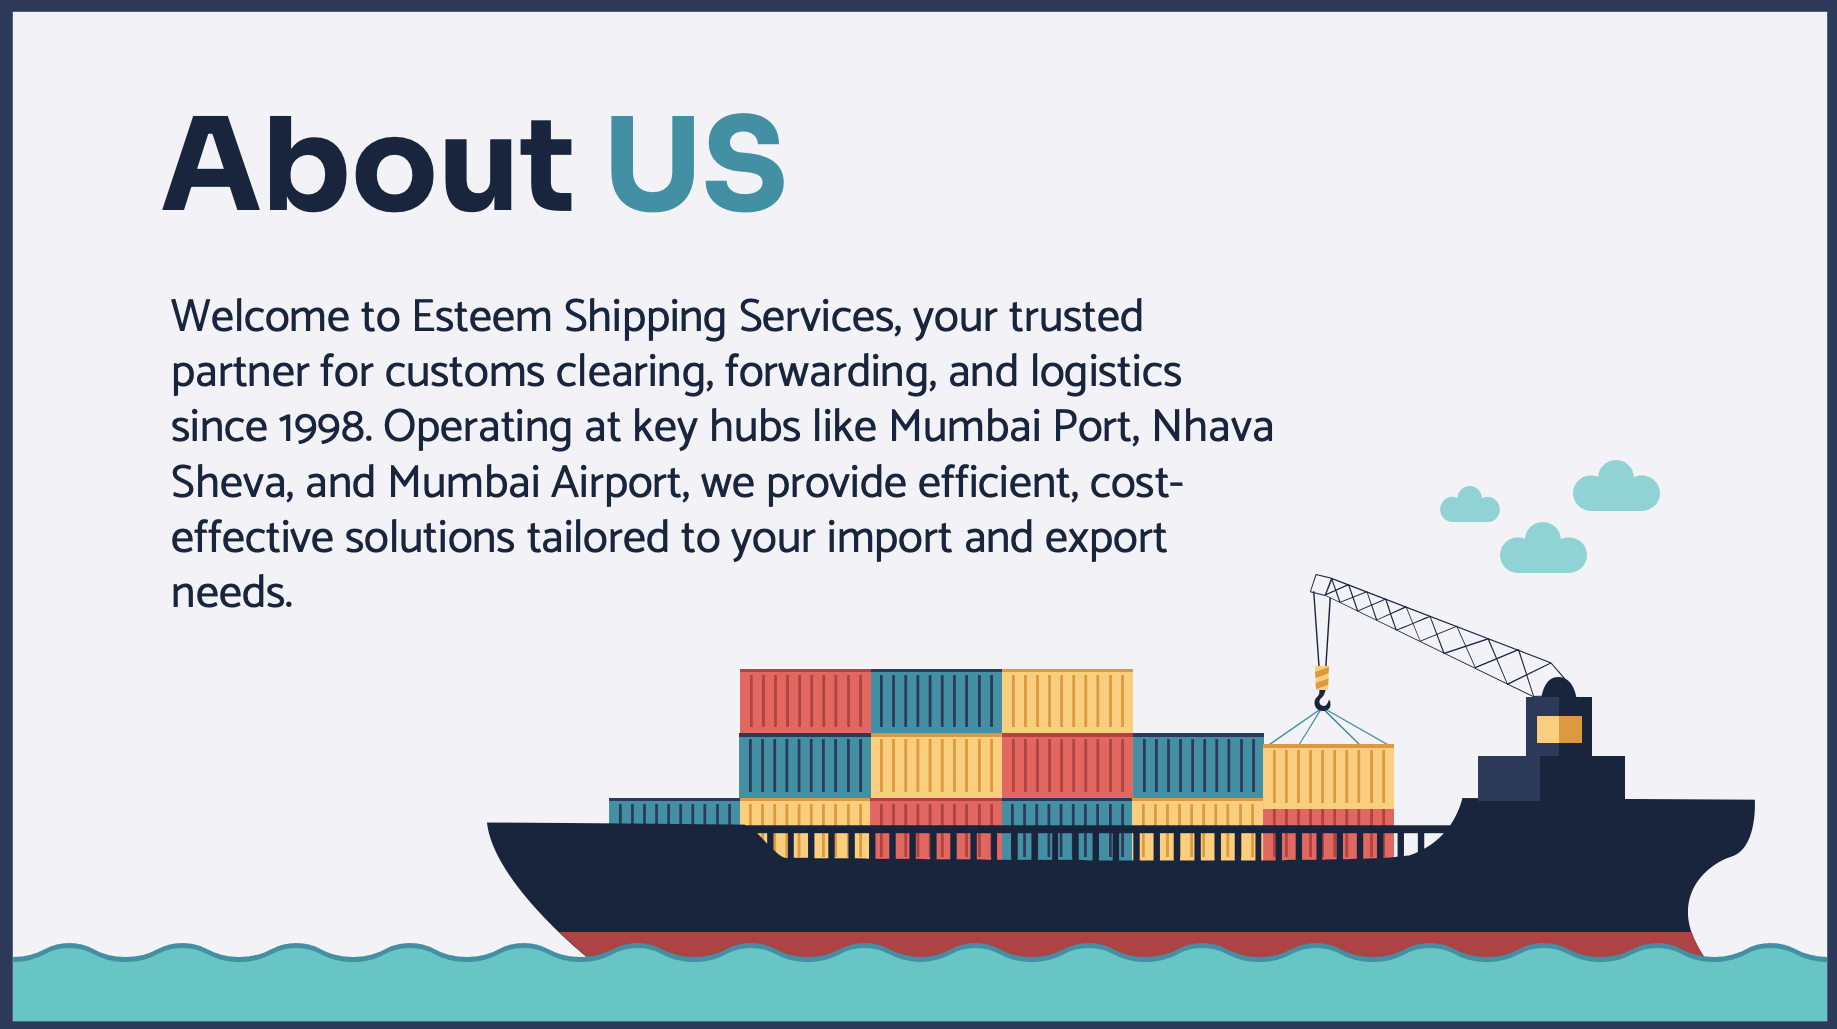 About US
Welcome to Esteem Shipping Services, your trusted
partner for customs clearing, forwarding, and logistics
since 1998. Operating at key hubs like Mumbai Port, Nhava
Sheva, and Mumbai Airport, we provide efficient, cost-
effective solutions tailored to your import and export
needs.